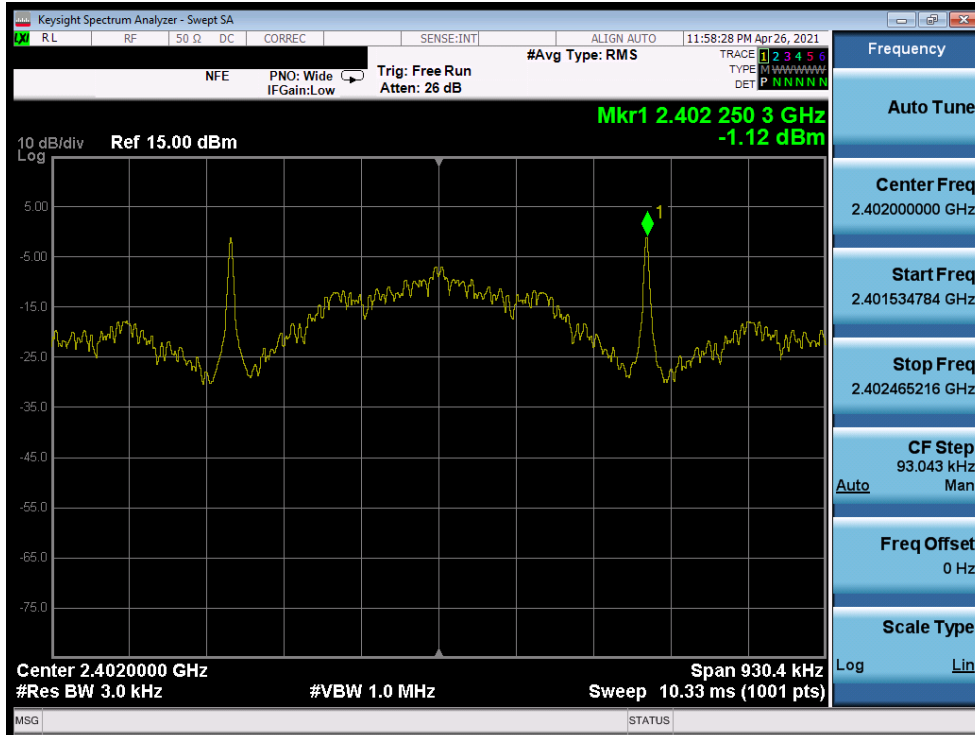 Keysight Spectrum Analyzer - Swept SA
LXI RL RF 50 Ω DC CORREC SENSE:INT ALIGN AUTO 11:58:28 PM Apr 26, 2021
#Avg Type: RMS TRACE 1 2 3 4 5 6
NFE PNO: Wide Trig: Free Run TYPE M WWWWW
IFGain:Low Atten: 26 dB DET P N N N N N
Mkr1 2.402 250 3 GHz
10 dB/div Ref 15.00 dBm -1.12 dBm
Log
1
5.00
-5.00
-15.0
-25.0
-35.0
-45.0
-55.0
-65.0
-75.0
Center 2.4020000 GHz Span 930.4 kHz
#Res BW 3.0 kHz #VBW 1.0 MHz Sweep 10.33 ms (1001 pts)
MSG STATUS
Frequency
Auto Tune
Center Freq
2.402000000 GHz
Start Freq
2.401534784 GHz
Stop Freq
2.402465216 GHz
CF Step
93.043 kHz
Auto Man
Freq Offset
0 Hz
Scale Type
Log Lin